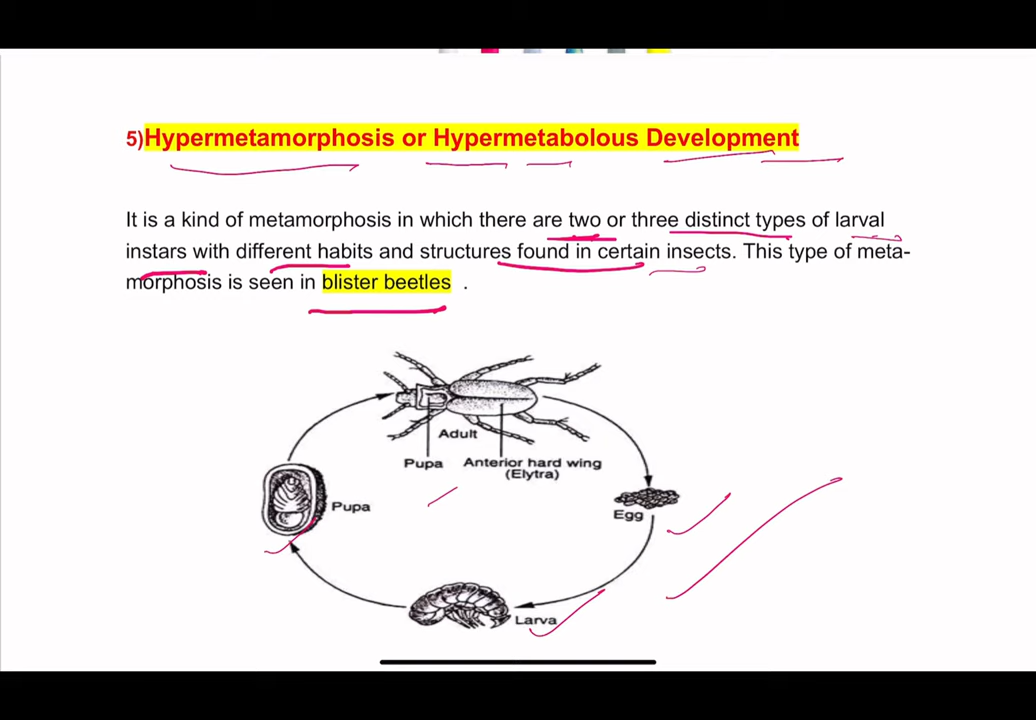 5)Hypermetamorphosis or Hypermetabolous Development
It is a kind of metamorphosis in which there are two or three distinct types of larval
instars with different habits and structures found in certain insects. This type of meta-
morphosis is seen in blister beetles .
Adult
Pupa
Anterior hard wing
(Elytra)
Pupa
Egg
Larva